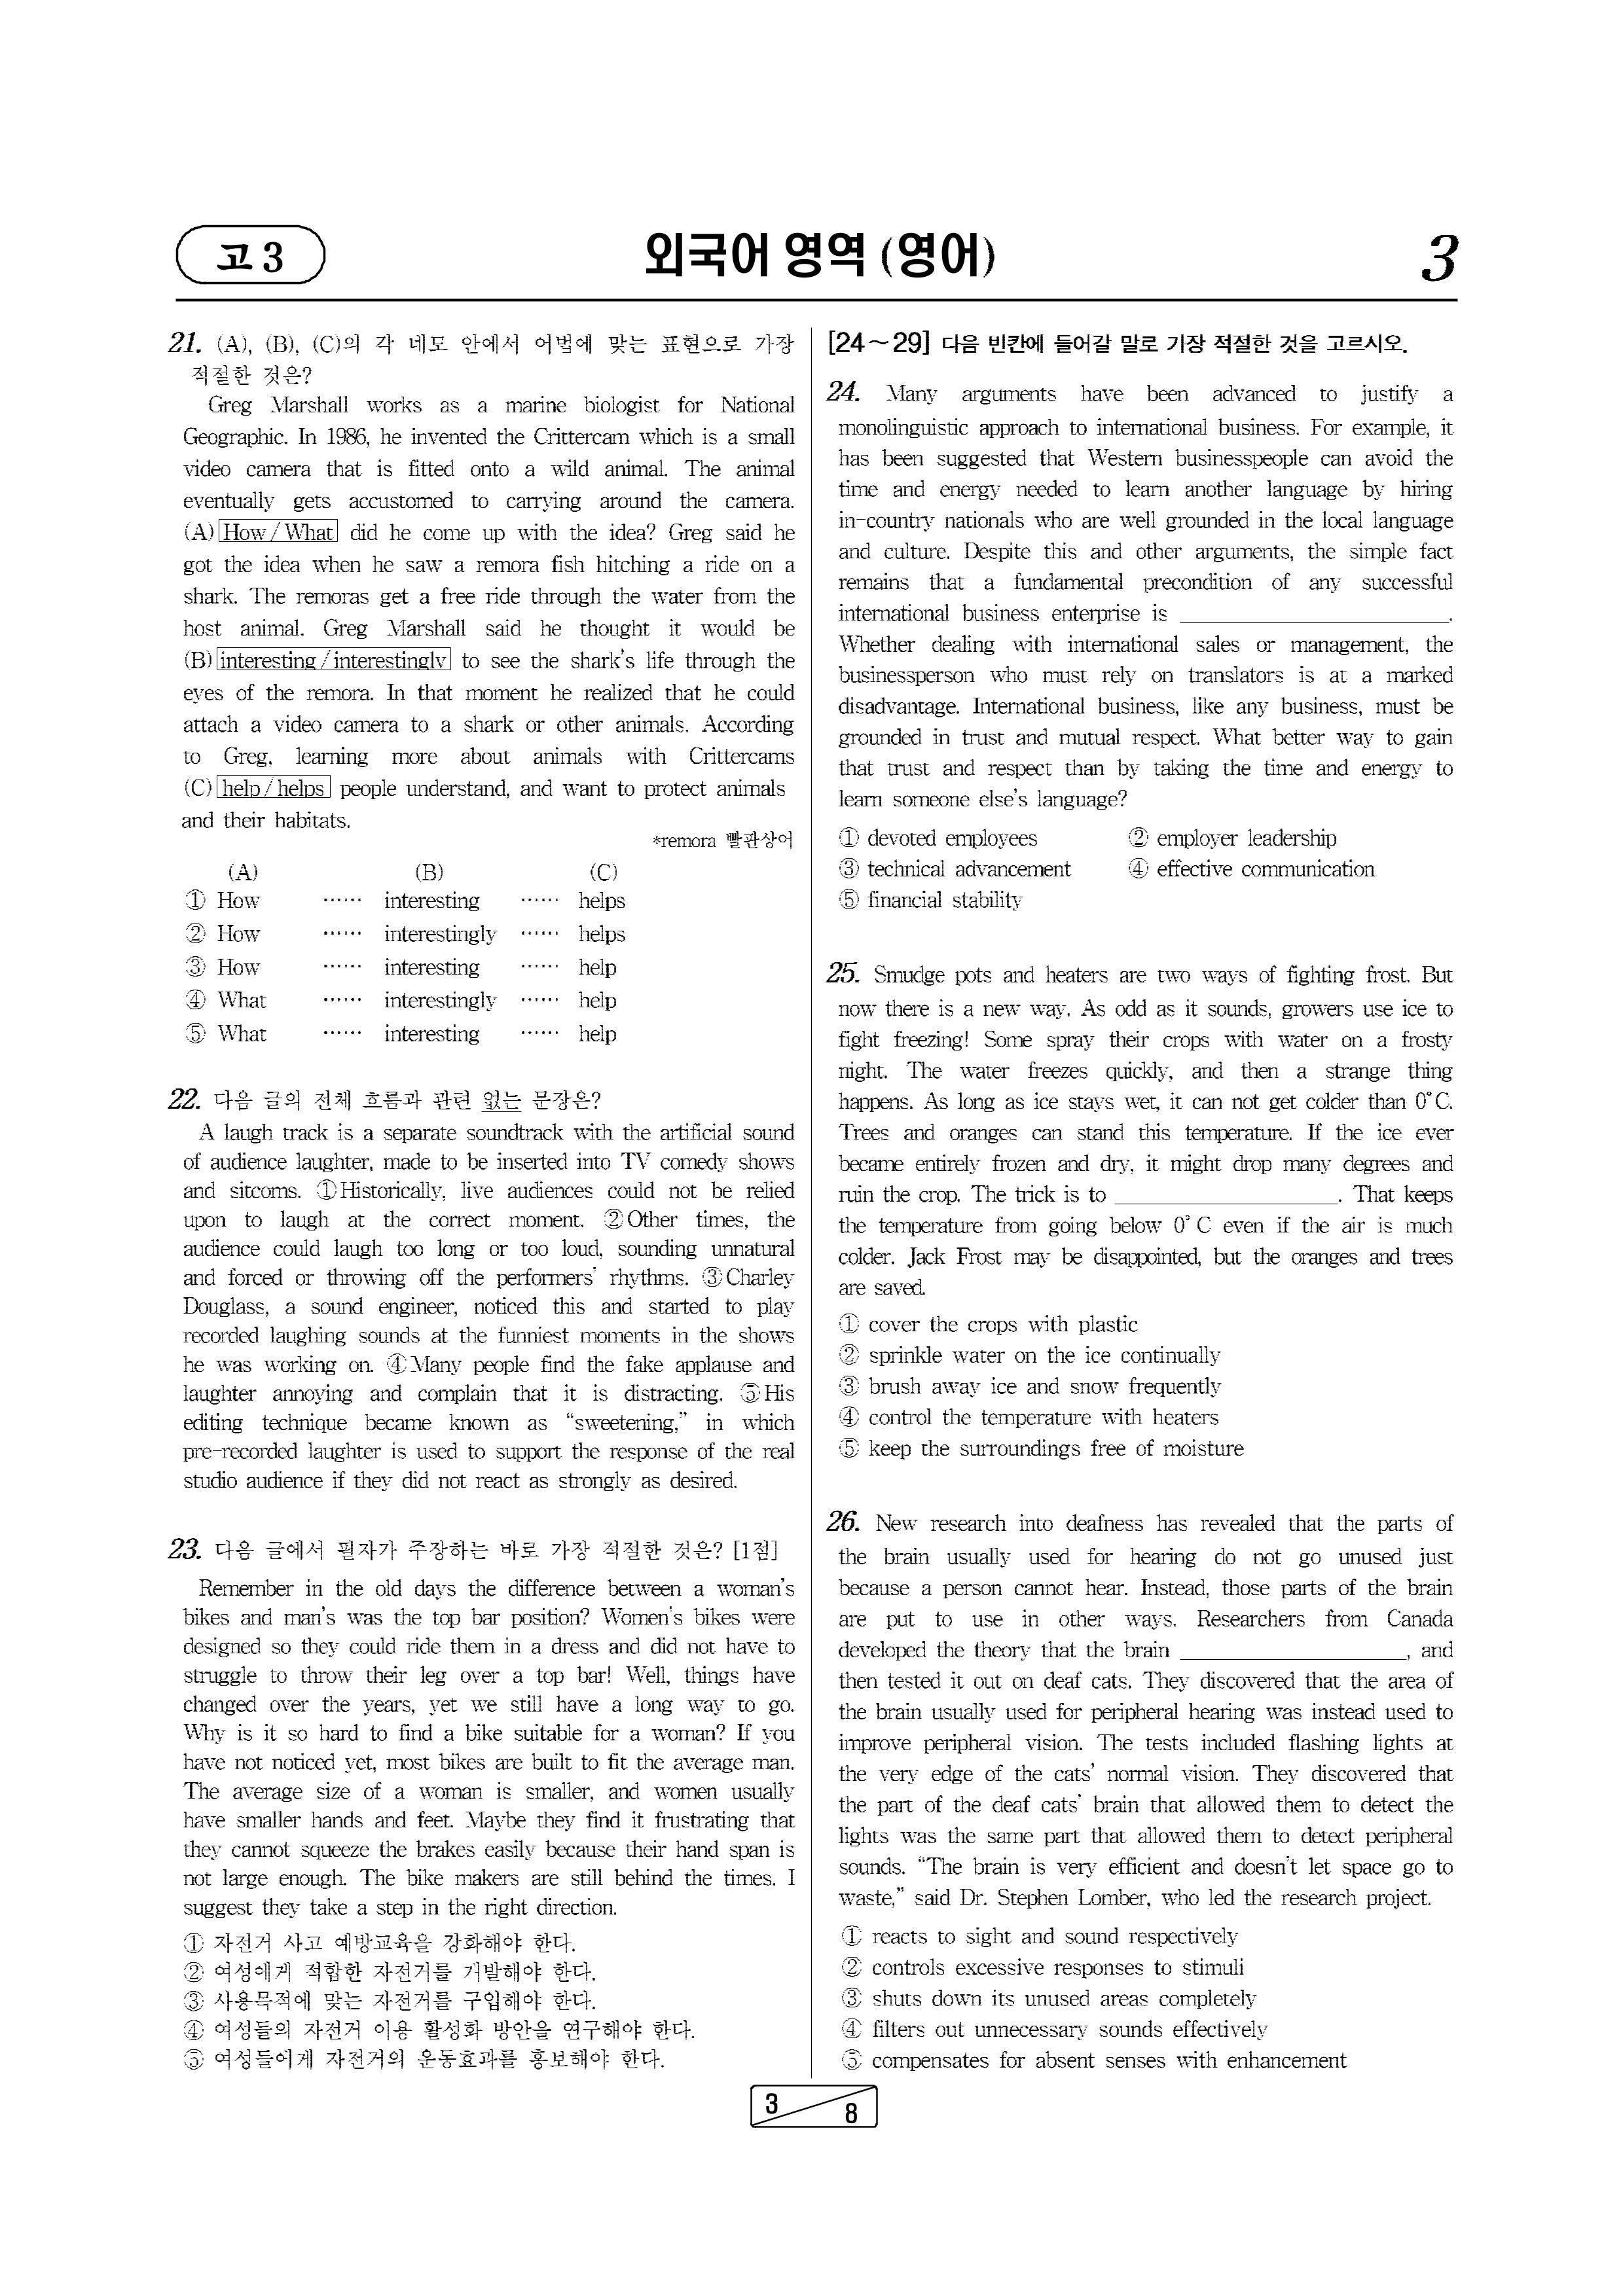 고 3
외국어 영역 (영어)
3
21. (A), (B), (C)의 각 네모 안에서 어법에 맞는 표현으로 가장
적절한 것은?
Greg Marshall works as a marine biologist for National
Geographic. In 1986, he invented the Crittercam which is a small
video camera that is fitted onto a wild animal. The animal
eventually gets accustomed to carrying around the camera.
(A) How / What did he come up with the idea? Greg said he
got the idea when he saw a remora fish hitching a ride on a
shark. The remoras get a free ride through the water from the
host animal. Greg Marshall said he thought it would be
(B) interesting / interestingly to see the shark's life through the
eyes of the remora. In that moment he realized that he could
attach a video camera to a shark or other animals. According
to Greg, learning more about animals with Crittercams
(C) help / helps people understand, and want to protect animals
and their habitats.
*remora 빨판상어
(A) (B) (C)
① How …… interesting …… helps
② How …… interestingly …… helps
③ How …… interesting …… help
④ What …… interestingly …… help
⑤ What …… interesting …… help
22. 다음 글의 전체 흐름과 관련 없는 문장은?
A laugh track is a separate soundtrack with the artificial sound
of audience laughter, made to be inserted into TV comedy shows
and sitcoms. ①Historically, live audiences could not be relied
upon to laugh at the correct moment. ②Other times, the
audience could laugh too long or too loud, sounding unnatural
and forced or throwing off the performers' rhythms. ③Charley
Douglass, a sound engineer, noticed this and started to play
recorded laughing sounds at the funniest moments in the shows
he was working on. ④Many people find the fake applause and
laughter annoying and complain that it is distracting. ⑤His
editing technique became known as “sweetening,” in which
pre-recorded laughter is used to support the response of the real
studio audience if they did not react as strongly as desired.
23. 다음 글에서 필자가 주장하는 바로 가장 적절한 것은? [1점]
Remember in the old days the difference between a woman's
bikes and man's was the top bar position? Women's bikes were
designed so they could ride them in a dress and did not have to
struggle to throw their leg over a top bar! Well, things have
changed over the years, yet we still have a long way to go.
Why is it so hard to find a bike suitable for a woman? If you
have not noticed yet, most bikes are built to fit the average man.
The average size of a woman is smaller, and women usually
have smaller hands and feet. Maybe they find it frustrating that
they cannot squeeze the brakes easily because their hand span is
not large enough. The bike makers are still behind the times. I
suggest they take a step in the right direction.
① 자전거 사고 예방교육을 강화해야 한다.
② 여성에게 적합한 자전거를 개발해야 한다.
③ 사용목적에 맞는 자전거를 구입해야 한다.
④ 여성들의 자전거 이용 활성화 방안을 연구해야 한다.
⑤ 여성들에게 자전거의 운동효과를 홍보해야 한다.
[24～29] 다음 빈칸에 들어갈 말로 가장 적절한 것을 고르시오.
24. Many arguments have been advanced to justify a
monolinguistic approach to international business. For example, it
has been suggested that Western businesspeople can avoid the
time and energy needed to learn another language by hiring
in-country nationals who are well grounded in the local language
and culture. Despite this and other arguments, the simple fact
remains that a fundamental precondition of any successful
international business enterprise is ____________________.
Whether dealing with international sales or management, the
businessperson who must rely on translators is at a marked
disadvantage. International business, like any business, must be
grounded in trust and mutual respect. What better way to gain
that trust and respect than by taking the time and energy to
learn someone else's language?
① devoted employees ② employer leadership
③ technical advancement ④ effective communication
⑤ financial stability
25. Smudge pots and heaters are two ways of fighting frost. But
now there is a new way. As odd as it sounds, growers use ice to
fight freezing! Some spray their crops with water on a frosty
night. The water freezes quickly, and then a strange thing
happens. As long as ice stays wet, it can not get colder than 0°C.
Trees and oranges can stand this temperature. If the ice ever
became entirely frozen and dry, it might drop many degrees and
ruin the crop. The trick is to ____________________. That keeps
the temperature from going below 0° C even if the air is much
colder. Jack Frost may be disappointed, but the oranges and trees
are saved.
① cover the crops with plastic
② sprinkle water on the ice continually
③ brush away ice and snow frequently
④ control the temperature with heaters
⑤ keep the surroundings free of moisture
26. New research into deafness has revealed that the parts of
the brain usually used for hearing do not go unused just
because a person cannot hear. Instead, those parts of the brain
are put to use in other ways. Researchers from Canada
developed the theory that the brain ____________________, and
then tested it out on deaf cats. They discovered that the area of
the brain usually used for peripheral hearing was instead used to
improve peripheral vision. The tests included flashing lights at
the very edge of the cats' normal vision. They discovered that
the part of the deaf cats' brain that allowed them to detect the
lights was the same part that allowed them to detect peripheral
sounds. “The brain is very efficient and doesn't let space go to
waste,” said Dr. Stephen Lomber, who led the research project.
① reacts to sight and sound respectively
② controls excessive responses to stimuli
③ shuts down its unused areas completely
④ filters out unnecessary sounds effectively
⑤ compensates for absent senses with enhancement
3
8